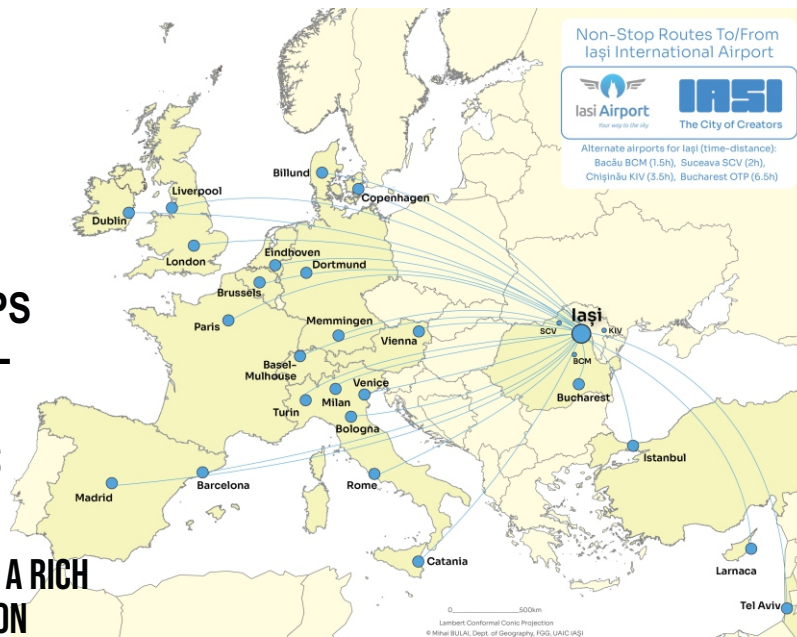 Non-Stop Routes To/From
Iași International Airport
Iasi Airport
Your way to the sky
IASI
The City of Creators
Alternate airports for Iași (time-distance):
Bacău BCM (1.5h), Suceava SCV (2h),
Chișinău KIV (3.5h), Bucharest OTP (6.5h)
Billund
Copenhagen
Liverpool
Dublin
London
Eindhoven
Dortmund
Brussels
PS
Paris
Memmingen
Vienna
Iași
SCV
KIV
BCM
Basel-
Mulhouse
Venice
Milan
Turin
Bologna
Bucharest
Istanbul
Madrid
Barcelona
Rome
Catania
Larnaca
A RICH
ON
Tel Aviv
0 500km
Lambert Conformal Conic Projection
© Mihai BULAI, Dept. of Geography, FGG, UAIC IAȘI